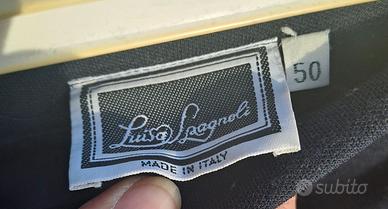 50
Luisa Spagnoli
MADE IN ITALY
subito